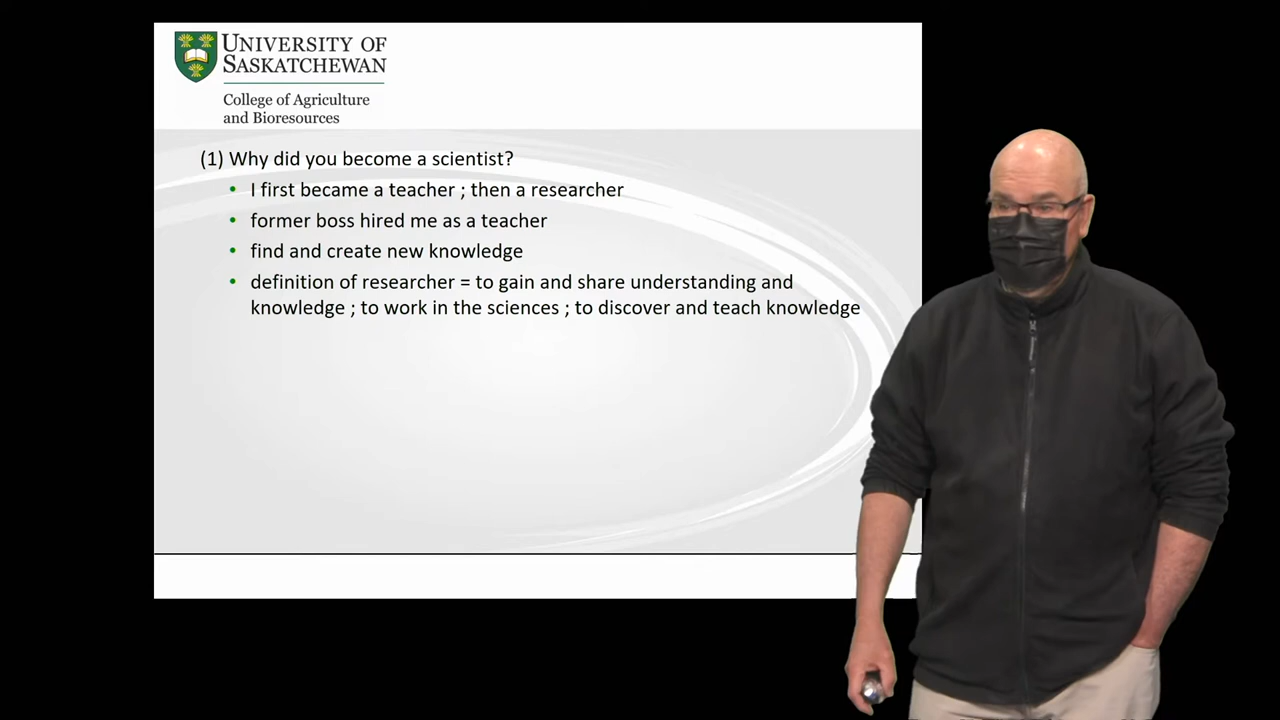 UNIVERSITY OF
SASKATCHEWAN
College of Agriculture
and Bioresources
(1) Why did you become a scientist?
• I first became a teacher ; then a researcher
• former boss hired me as a teacher
• find and create new knowledge
• definition of researcher = to gain and share understanding and
knowledge ; to work in the sciences ; to discover and teach knowledge